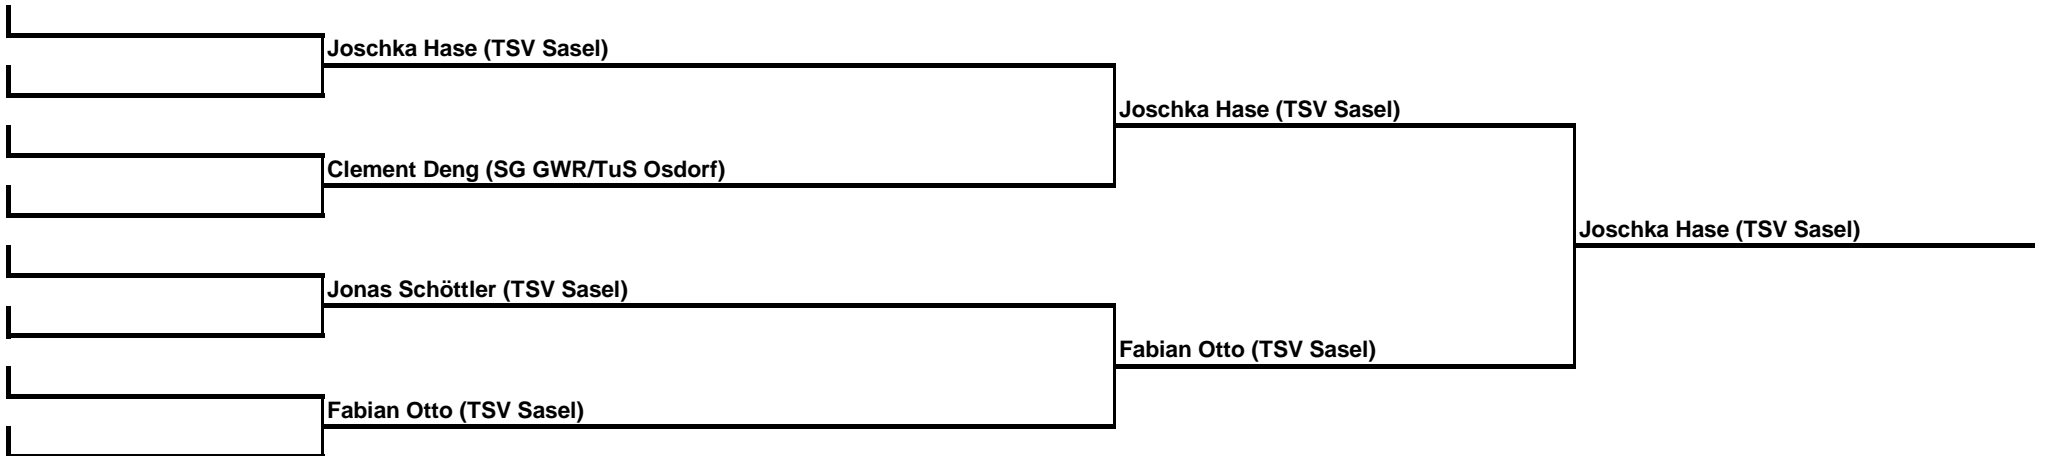 Joschka Hase (TSV Sasel)
Joschka Hase (TSV Sasel)
Clement Deng (SG GWR/TuS Osdorf)
Joschka Hase (TSV Sasel)
Jonas Schöttler (TSV Sasel)
Fabian Otto (TSV Sasel)
Fabian Otto (TSV Sasel)